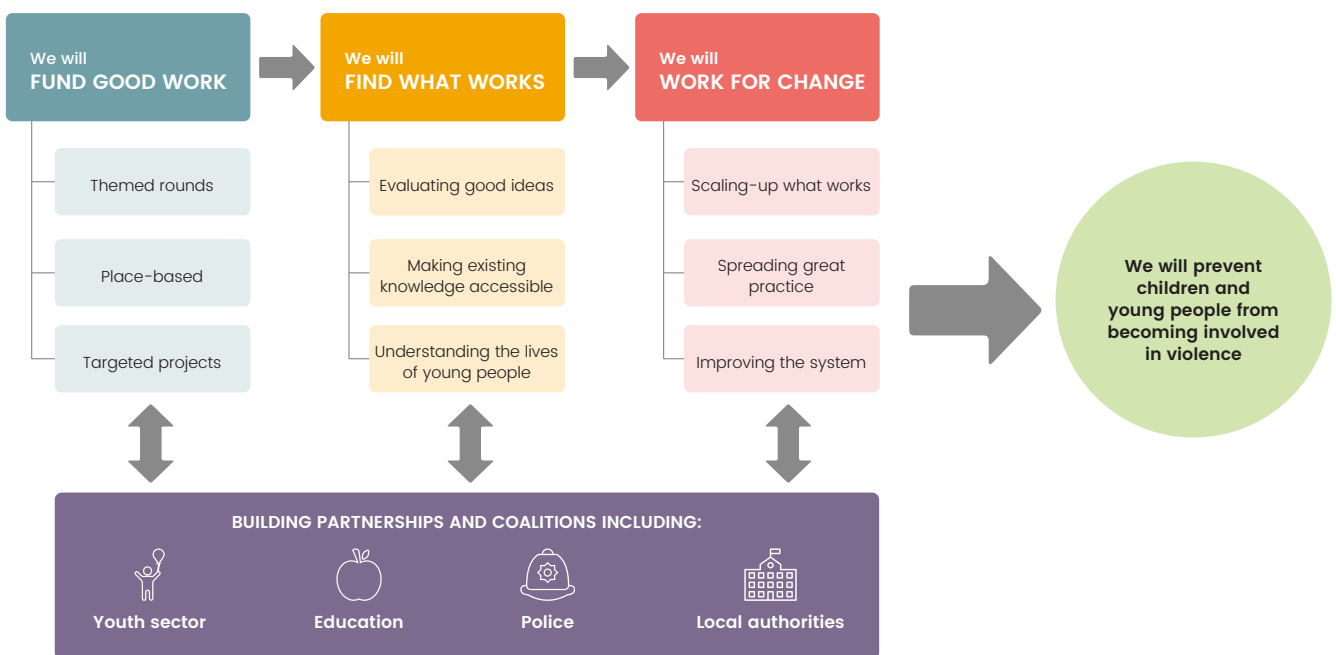 We will
FUND GOOD WORK
Themed rounds
Place-based
Targeted projects
We will
FIND WHAT WORKS
Evaluating good ideas
Making existing
knowledge accessible
Understanding the lives
of young people
We will
WORK FOR CHANGE
Scaling-up what works
Spreading great
practice
Improving the system
We will prevent
children and
young people from
becoming involved
in violence
BUILDING PARTNERSHIPS AND COALITIONS INCLUDING:
Youth sector
Education
Police
Local authorities